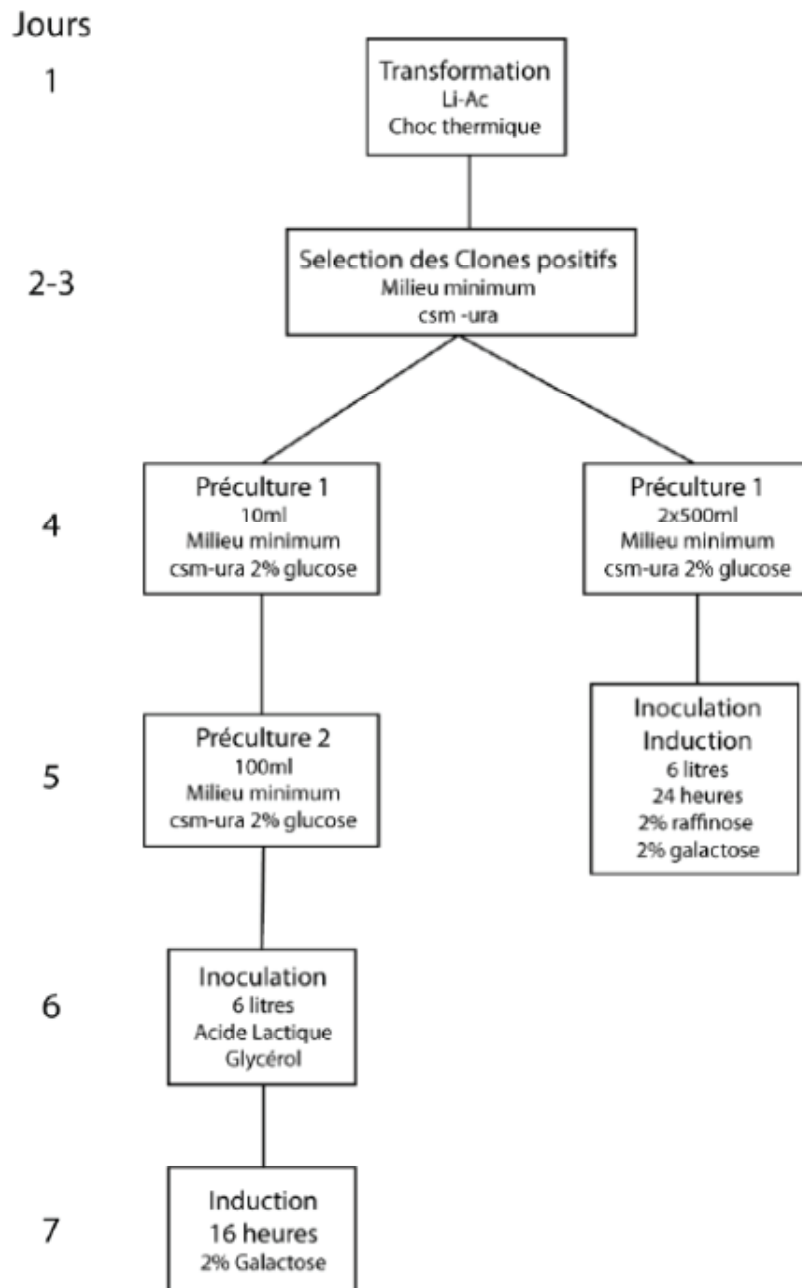 Jours
1
Transformation
Li-Ac
Choc thermique
2-3
Selection des Clones positifs
Milieu minimum
csm -ura
4
Préculture 1
10ml
Milieu minimum
csm-ura 2% glucose
Préculture 1
2x500ml
Milieu minimum
csm-ura 2% glucose
5
Préculture 2
100ml
Milieu minimum
csm-ura 2% glucose
Inoculation
Induction
6 litres
24 heures
2% raffinose
2% galactose
6
Inoculation
6 litres
Acide Lactique
Glycérol
7
Induction
16 heures
2% Galactose